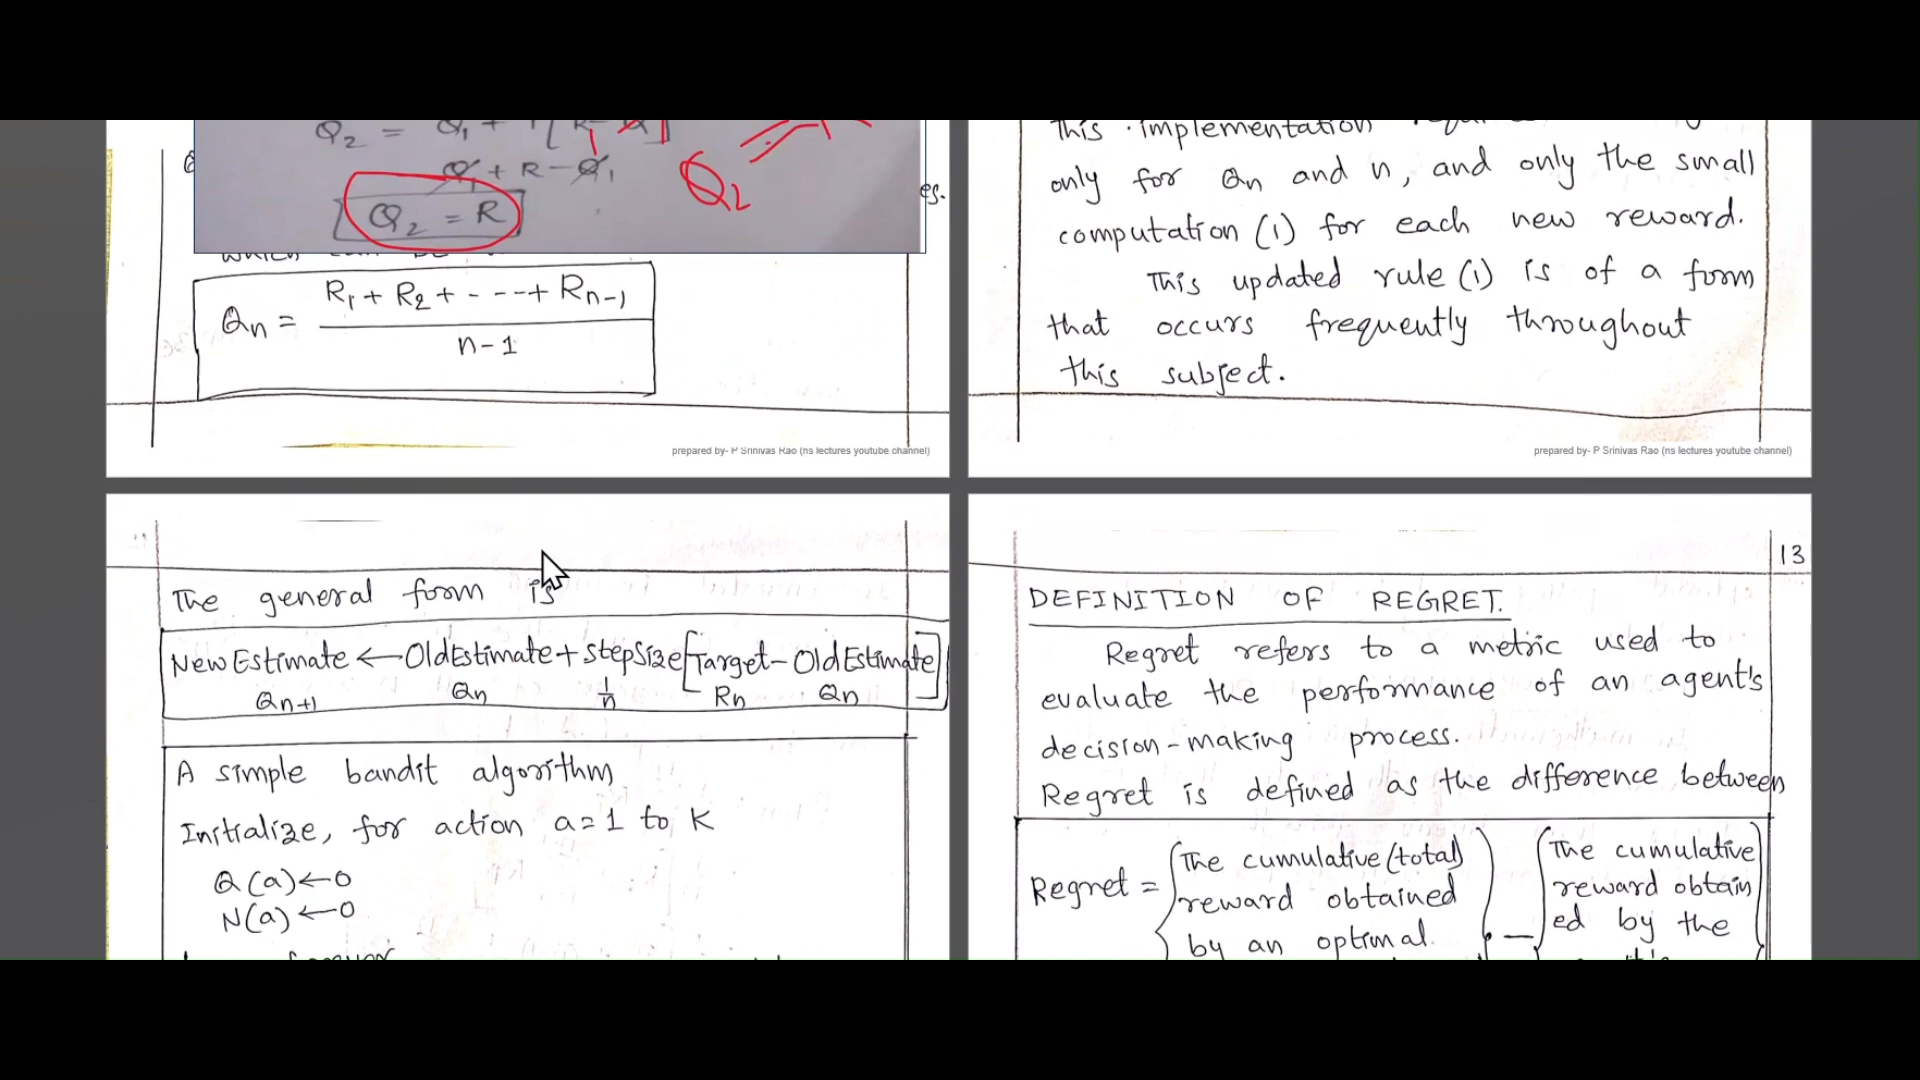 Q2 = Q1 +
Q1 + R - Q1
Q2 = R
Q2
es.
Qn = R1 + R2 + - - - + Rn-1 / n-1
prepared by- P Srinivas Rao (ns lectures youtube channel)
This implementation
only for Qn and n, and only the small
computation (1) for each new reward.
This updated rule (1) is of a form
that occurs frequently throughout
this subject.
prepared by- P Srinivas Rao (ns lectures youtube channel)
The general form is
NewEstimate ← OldEstimate + StepSize [Target - OldEstimate]
Qn+1 Qn 1/n Rn Qn
A simple bandit algorithm
Initialize, for action a=1 to K
Q(a) ← 0
N(a) ← 0
13
DEFINITION OF REGRET.
Regret refers to a metric used to
evaluate the performance of an agent's
decision-making process.
Regret is defined as the difference between
Regret = {The cumulative (total) reward obtained by an optimal } - {The cumulative reward obtained by the